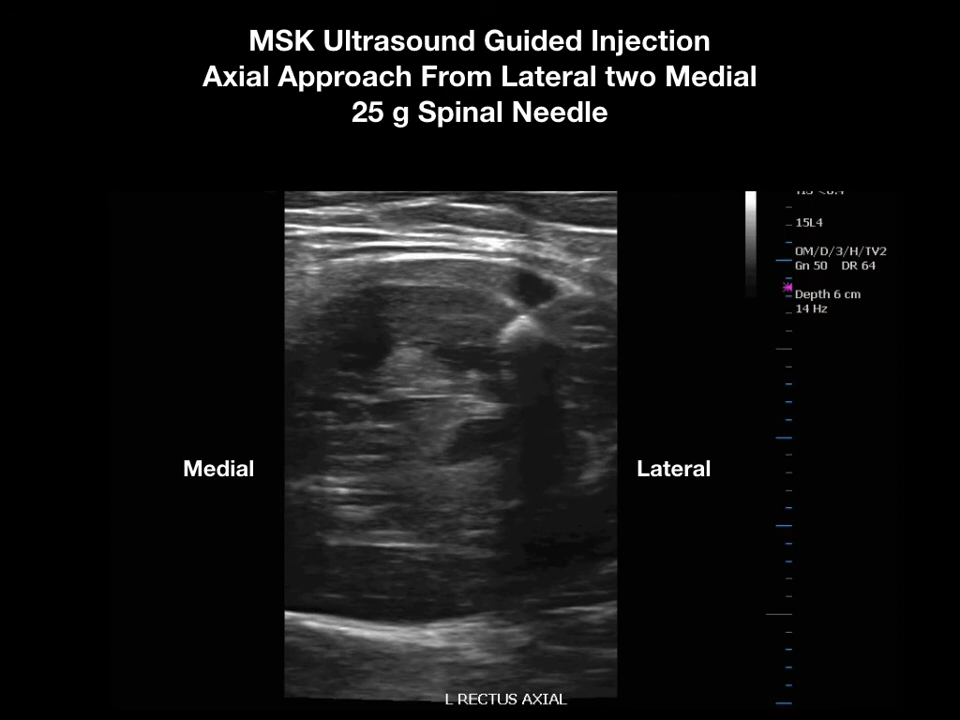 MSK Ultrasound Guided Injection
Axial Approach From Lateral two Medial
25 g Spinal Needle
15L4
OM/D/3/H/TV2
Gn 50 DR 64
Depth 6 cm
14 Hz
Medial
Lateral
L RECTUS AXIAL